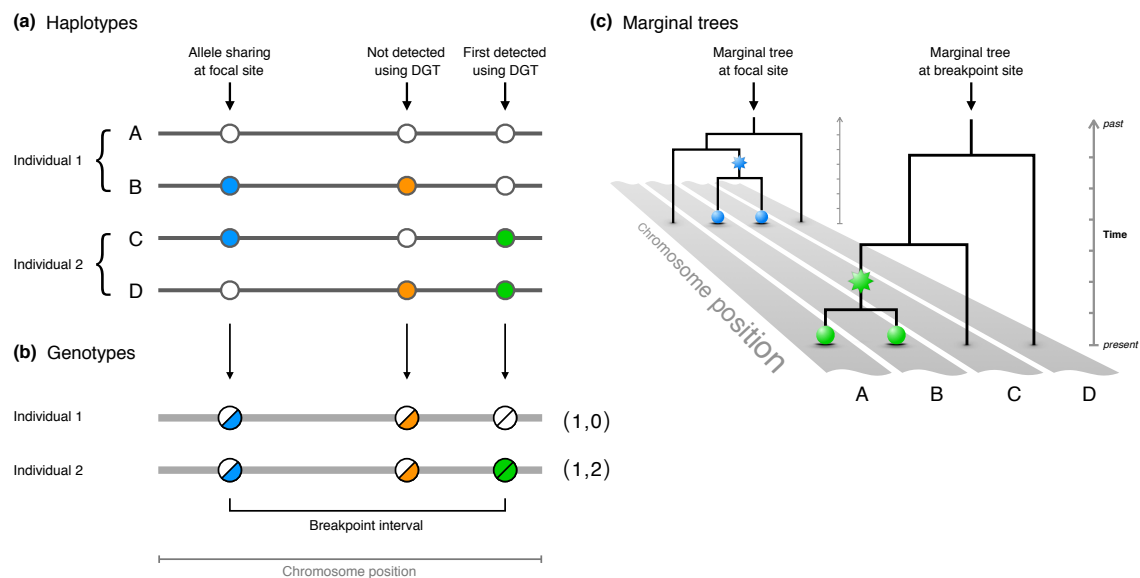 (a) Haplotypes
Allele sharing
at focal site
Not detected
using DGT
First detected
using DGT
A
Individual 1
B
C
Individual 2
D
(b) Genotypes
Individual 1
(1,0)
Individual 2
(1,2)
Breakpoint interval
Chromosome position
(c) Marginal trees
Marginal tree
at focal site
Marginal tree
at breakpoint site
past
Time
present
Chromosome position
A B C D